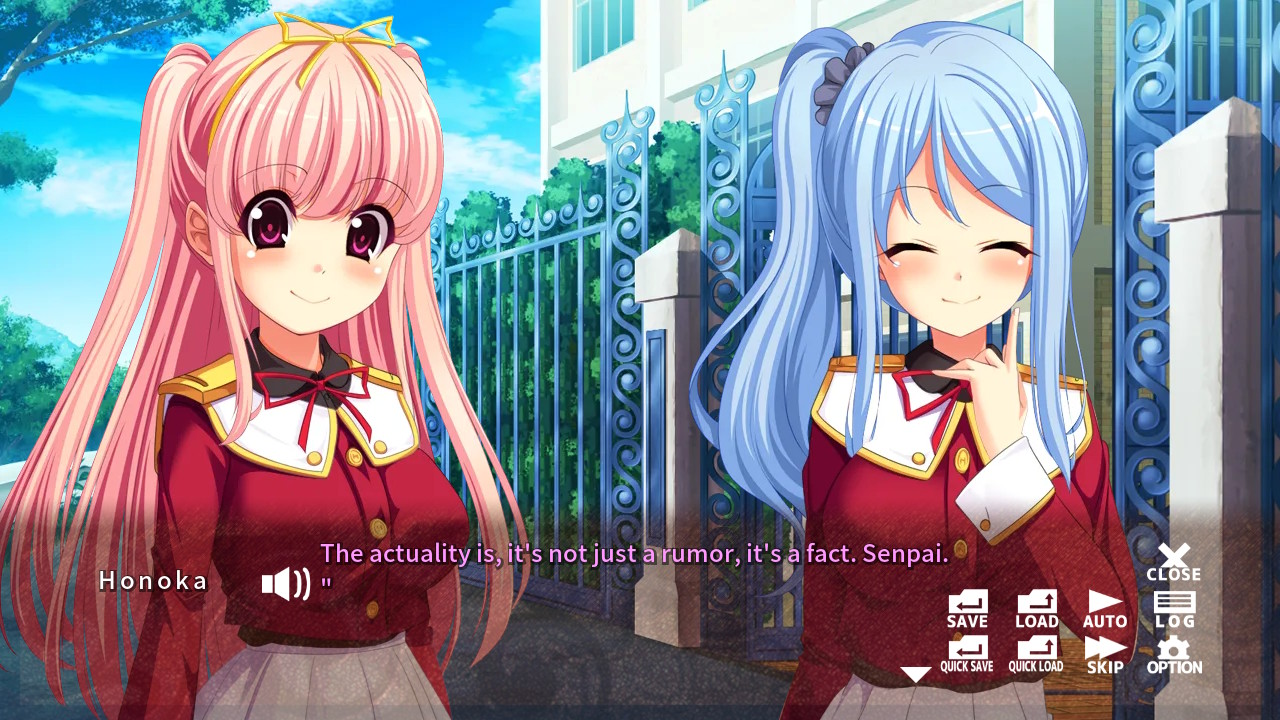 The actuality is, it's not just a rumor, it's a fact. Senpai.
"
Honoka
CLOSE
SAVE LOAD AUTO LOG
QUICK SAVE QUICK LOAD SKIP OPTION